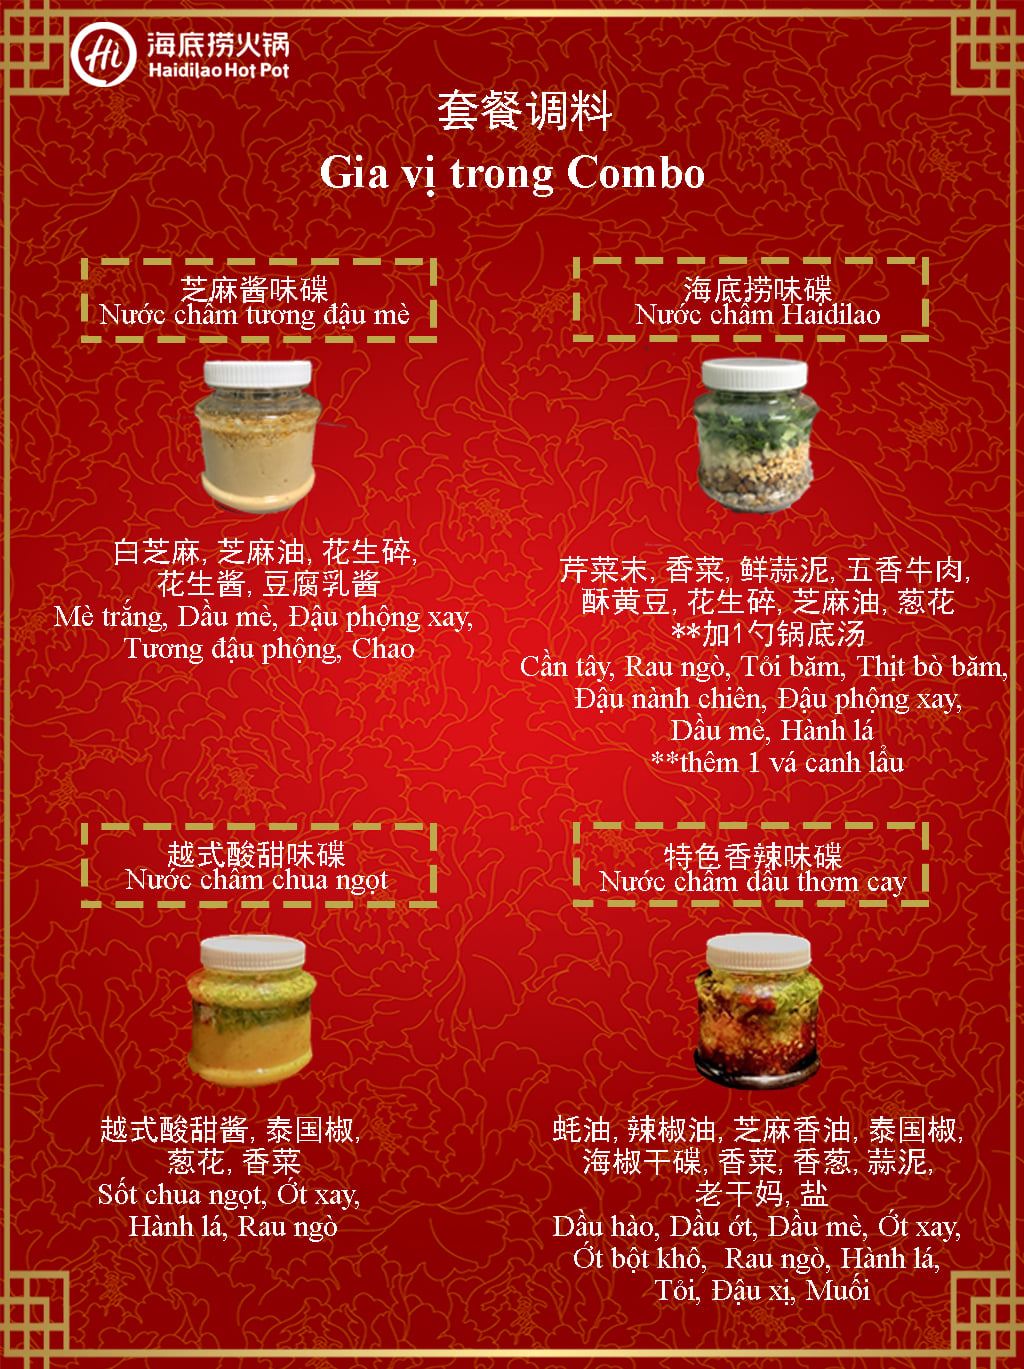 Hi 海底捞火锅
Haidilao Hot Pot
套餐调料
Gia vị trong Combo
芝麻酱味碟
Nước chấm tương đậu mè
白芝麻, 芝麻油, 花生碎,
花生酱, 豆腐乳酱
Mè trắng, Dầu mè, Đậu phộng xay,
Tương đậu phộng, Chao
海底捞味碟
Nước chấm Haidilao
芹菜末, 香菜, 鲜蒜泥, 五香牛肉,
酥黄豆, 花生碎, 芝麻油, 葱花
**加1勺锅底汤
Cần tây, Rau ngò, Tỏi băm, Thịt bò băm,
Đậu nành chiên, Đậu phộng xay,
Dầu mè, Hành lá
**thêm 1 vá canh lẩu
越式酸甜味碟
Nước chấm chua ngọt
越式酸甜酱, 泰国椒,
葱花, 香菜
Sốt chua ngọt, Ớt xay,
Hành lá, Rau ngò
特色香辣味碟
Nước chấm dầu thơm cay
蚝油, 辣椒油, 芝麻香油, 泰国椒,
海椒干碟, 香菜, 香葱, 蒜泥,
老干妈, 盐
Dầu hào, Dầu ớt, Dầu mè, Ớt xay,
Ớt bột khô, Rau ngò, Hành lá,
Tỏi, Đậu xị, Muối